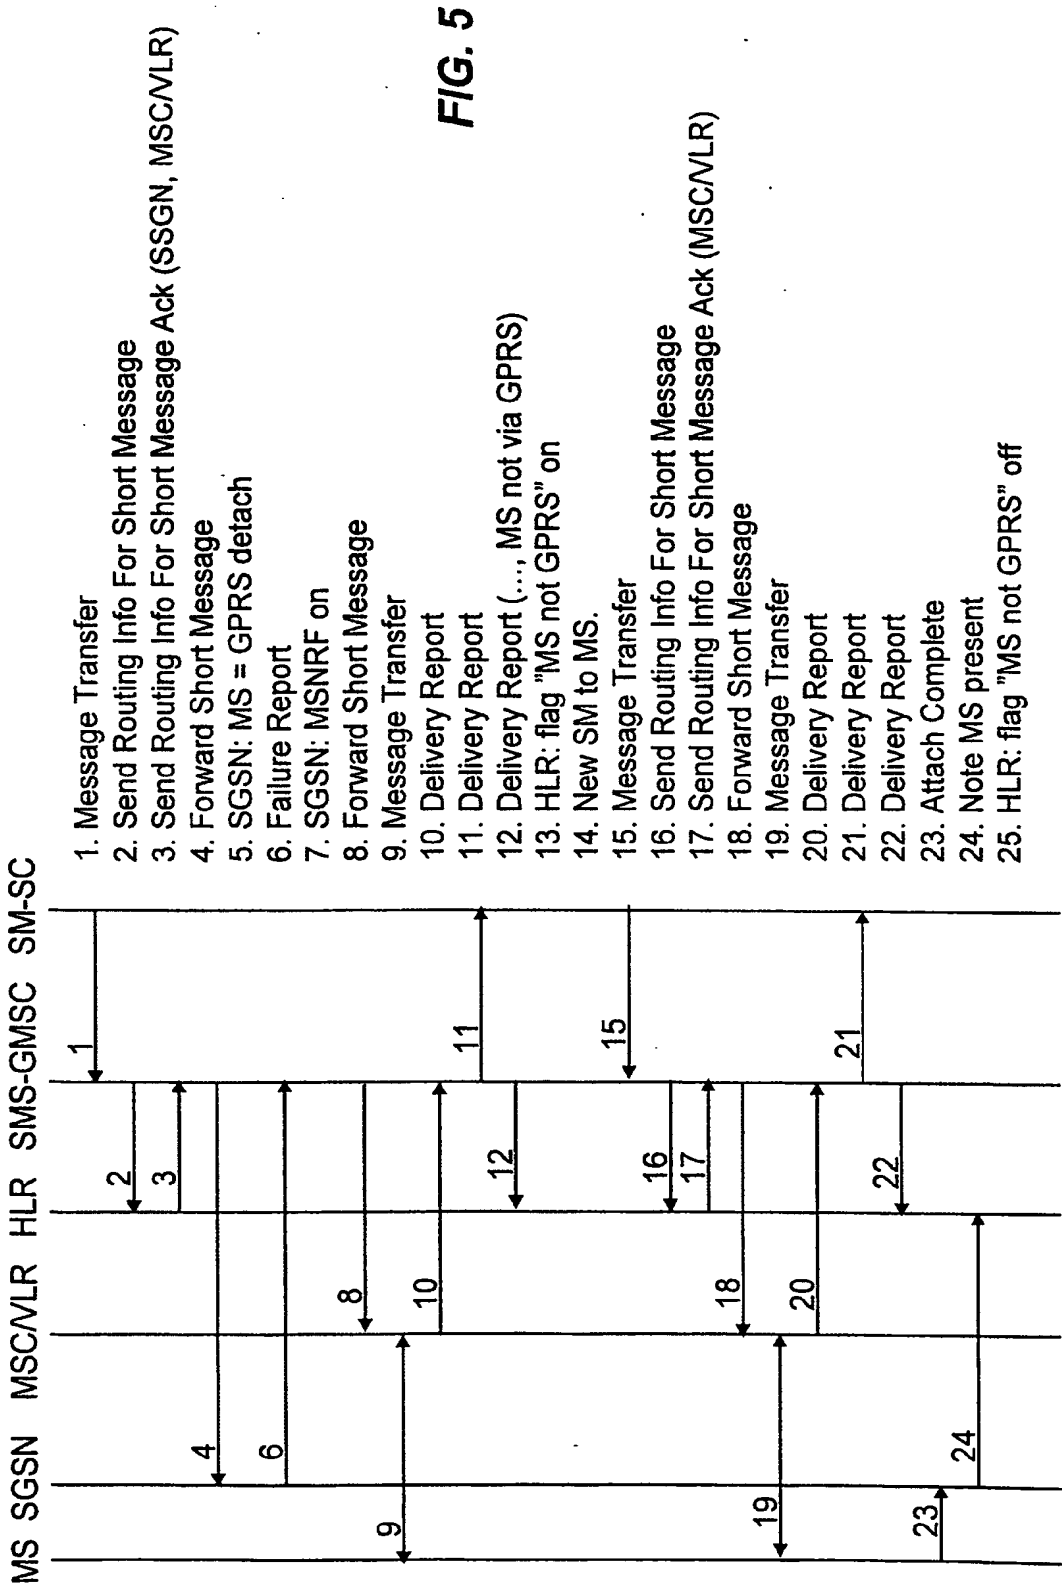 MS SGSN MSC/VLR HLR SMS-GMSC SM-SC
1
2
3
4
6
8
9
10
11
12
15
16
17
18
19
20
21
22
23
24
1. Message Transfer
2. Send Routing Info For Short Message
3. Send Routing Info For Short Message Ack (SSGN, MSC/VLR)
4. Forward Short Message
5. SGSN: MS = GPRS detach
6. Failure Report
7. SGSN: MSNRF on
8. Forward Short Message
9. Message Transfer
10. Delivery Report
11. Delivery Report
12. Delivery Report (..., MS not via GPRS)
13. HLR: flag "MS not GPRS" on
14. New SM to MS.
15. Message Transfer
16. Send Routing Info For Short Message
17. Send Routing Info For Short Message Ack (MSC/VLR)
18. Forward Short Message
19. Message Transfer
20. Delivery Report
21. Delivery Report
22. Delivery Report
23. Attach Complete
24. Note MS present
25. HLR: flag "MS not GPRS" off
FIG. 5